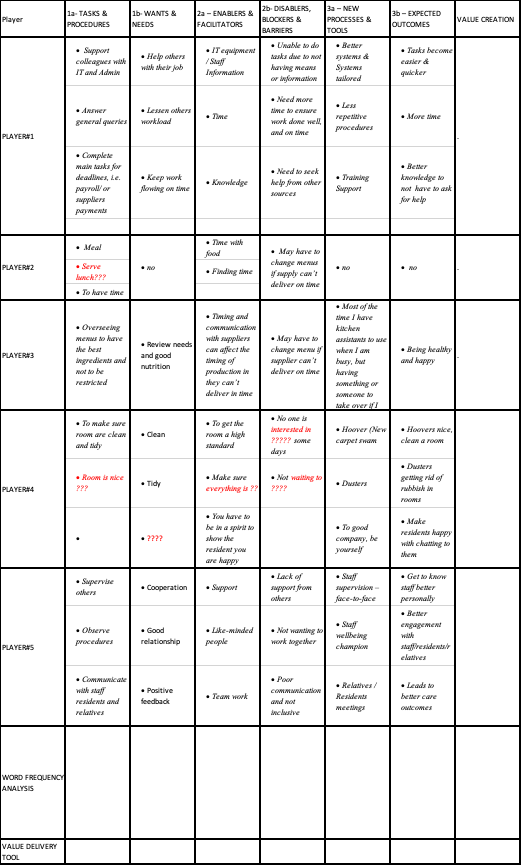 Player
1a- TASKS &
PROCEDURES
1b- WANTS &
NEEDS
2a – ENABLERS &
FACILITATORS
2b- DISABLERS,
BLOCKERS &
BARRIERS
3a – NEW
PROCESSES &
TOOLS
3b – EXPECTED
OUTCOMES
VALUE CREATION
PLAYER#1
• Support
colleagues with
IT and Admin
• Help others
with their job
• IT equipment
/ Staff
Information
• Unable to do
tasks due to not
having means
or information
• Better
systems &
Systems
tailored
• Tasks become
easier &
quicker
• Answer
general queries
• Lessen others
workload
• Time
• Need more
time to ensure
work done well,
and on time
• Less
repetitive
procedures
• More time
• Complete
main tasks for
deadlines, i.e.
payroll/ or
suppliers
payments
• Keep work
flowing on time
• Knowledge
• Need to seek
help from other
sources
• Training
Support
• Better
knowledge to
not have to ask
for help
PLAYER#2
• Meal
• Serve
lunch???
• To have time
• no
• Time with
food
• Finding time
• May have to
change menus
if supply can't
deliver on time
• no
• no
PLAYER#3
• Overseeing
menus to have
the best
ingredients and
not to be
restricted
• Review needs
and good
nutrition
• Timing and
communication
with suppliers
can affect the
timing of
production in
they can't
deliver in time
• May have to
change menu if
supplier can't
deliver on time
• Most of the
time I have
kitchen
assistants to use
when I am
busy, but
having
something or
someone to
take over if I
• Being healthy
and happy
PLAYER#4
• To make sure
room are clean
and tidy
• Clean
• To get the
room a high
standard
• No one is
interested in
????? some
days
• Hoover (New
carpet swam
• Hoovers nice,
clean a room
• Room is nice
???
• Tidy
• Make sure
everything is ??
• Not waiting to
????
• Dusters
• Dusters
getting rid of
rubbish in
rooms
•
• ????
• You have to
be in a spirit to
show the
resident you
are happy
• To good
company, be
yourself
• Make
residents happy
with chatting to
them
PLAYER#5
• Supervise
others
• Cooperation
• Support
• Lack of
support from
others
• Staff
supervision –
face-to-face
• Get to know
staff better
personally
• Observe
procedures
• Good
relationship
• Like-minded
people
• Not wanting to
work together
• Staff
wellbeing
champion
• Better
engagement
with
staff/residents/r
elatives
• Communicate
with staff
residents and
relatives
• Positive
feedback
• Team work
• Poor
communication
and not
inclusive
• Relatives /
Residents
meetings
• Leads to
better care
outcomes
WORD FREQUENCY
ANALYSIS
VALUE DELIVERY
TOOL